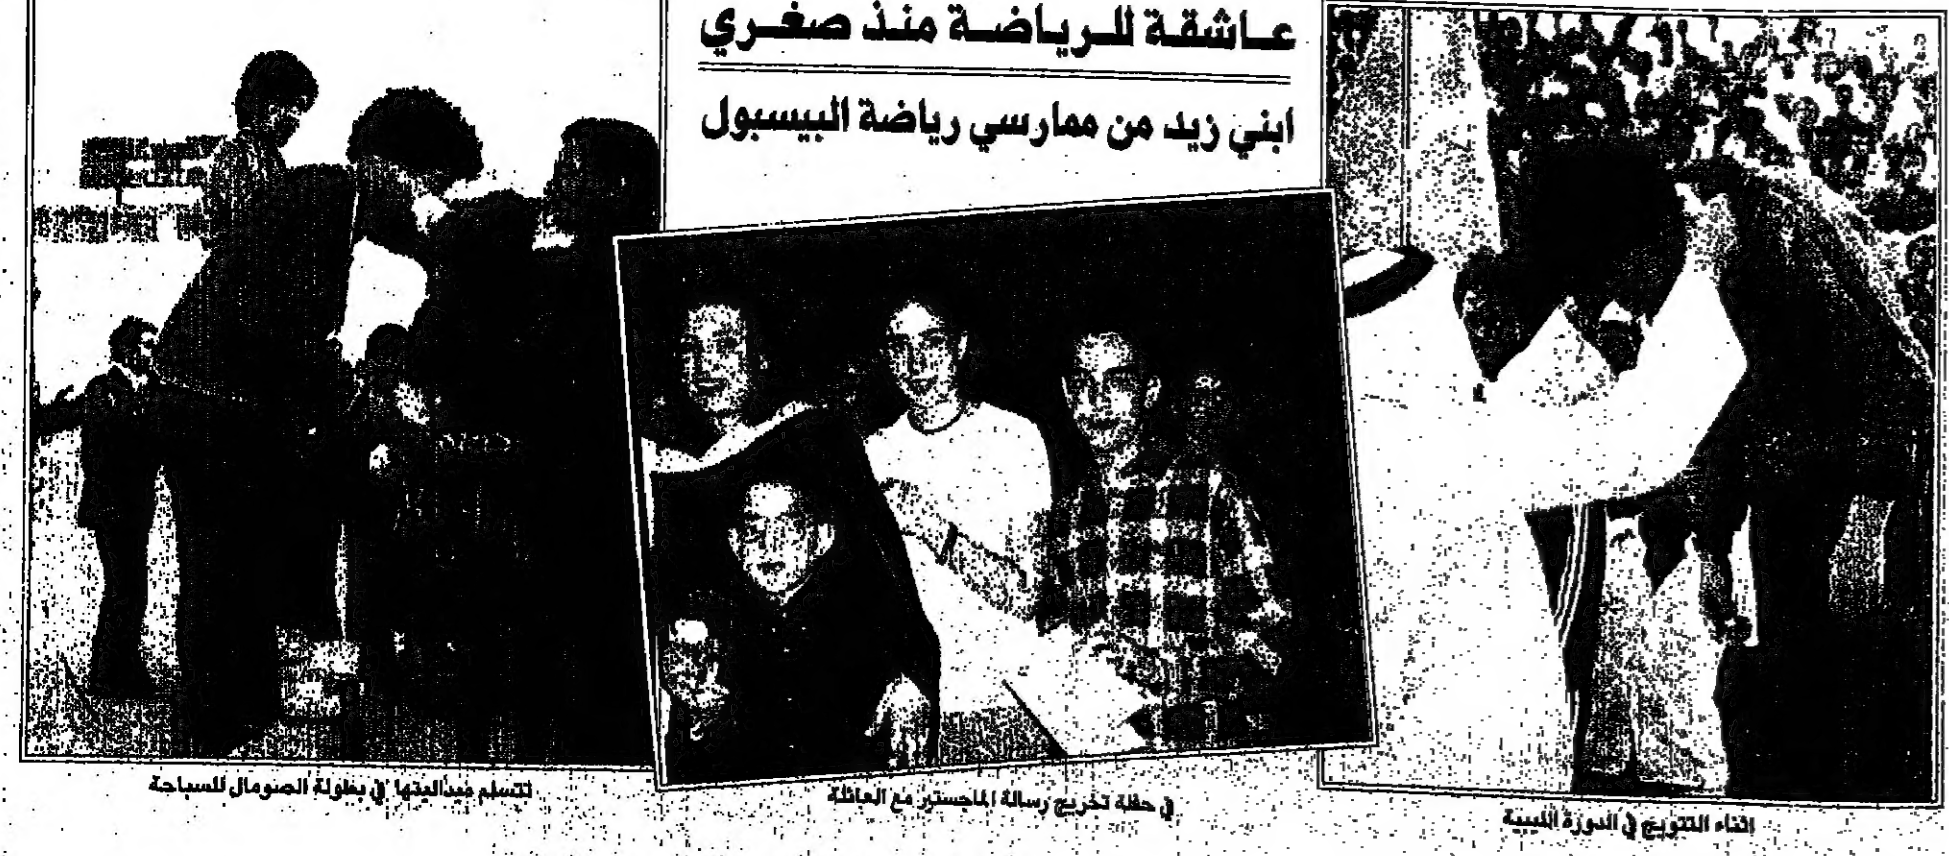 عاشقة للرياضة منذ صغري
ابني زيد من ممارسي رياضة البيسبول
اثناء التتويج في الدورة الليبية
في حفلة تخريج رسالة الماجستير مع العائلة
تتسلم ميداليتها في بطولة الصومال للسباحة